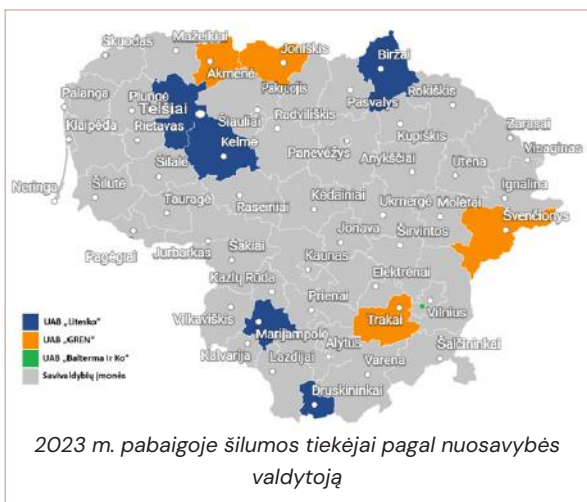 Skuodas
Mažeikiai
Akmenė
Joniškis
Biržai
Palanga
Plungė
Telšiai
Pakruojis
Pasvalys
Rokiškis
Klaipėda
Rietavas
Šiauliai
Radviliškis
Kelmė
Kupiškis
Zarasai
Panevėžys
Visaginas
Neringa
Šilalė
Anykščiai
Utena
Šilutė
Raseiniai
Kėdainiai
Ignalina
Tauragė
Ukmergė
Molėtai
Švenčionys
Pagėgiai
Jurbarkas
Jonava
Širvintos
Šakiai
Kaunas
Kazlų Rūda
Elektrėnai
Vilkaviškis
Prienai
Vilnius
Marijampolė
Trakai
Kalvarija
Lazdijai
Alytus
Varėna
Šalčininkai
Druskininkai
UAB „Litesko"
UAB „GREN"
UAB „Balterma ir Ko"
Savivaldybių įmonės
2023 m. pabaigoje šilumos tiekėjai pagal nuosavybės
valdytoją